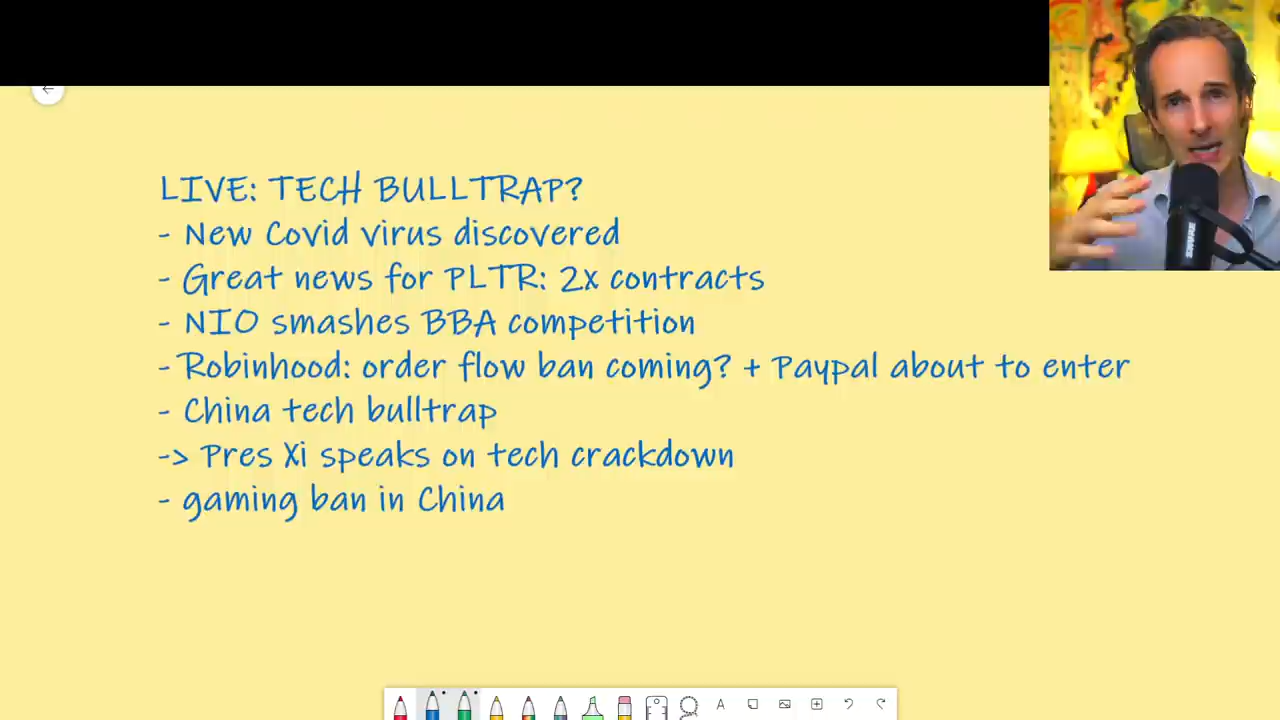 LIVE: TECH BULLTRAP?
- New Covid virus discovered
- Great news for PLTR: 2x contracts
- NIO smashes BBA competition
- Robinhood: order flow ban coming? + Paypal about to enter
- China tech bulltrap
-> Pres Xi speaks on tech crackdown
- gaming ban in China
SHURE
A